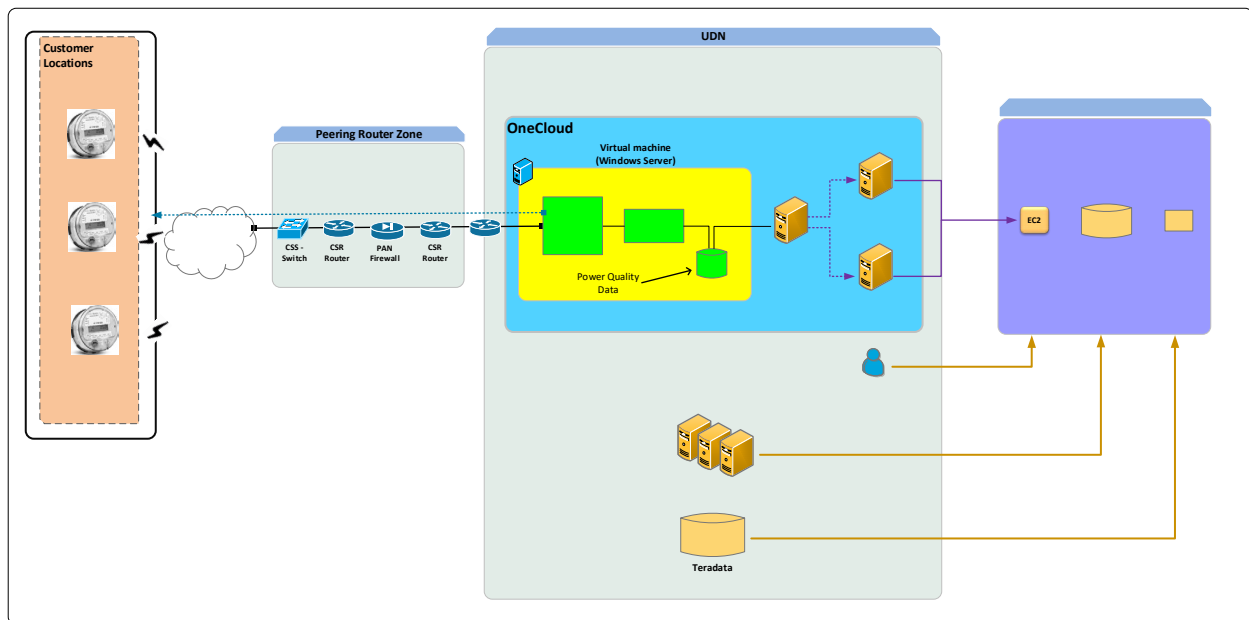 UDN
Customer
Locations
Peering Router Zone
OneCloud
Virtual machine
(Windows Server)
EC2
CSS -
Switch
CSR
Router
PAN
Firewall
CSR
Router
Power Quality
Data
Teradata